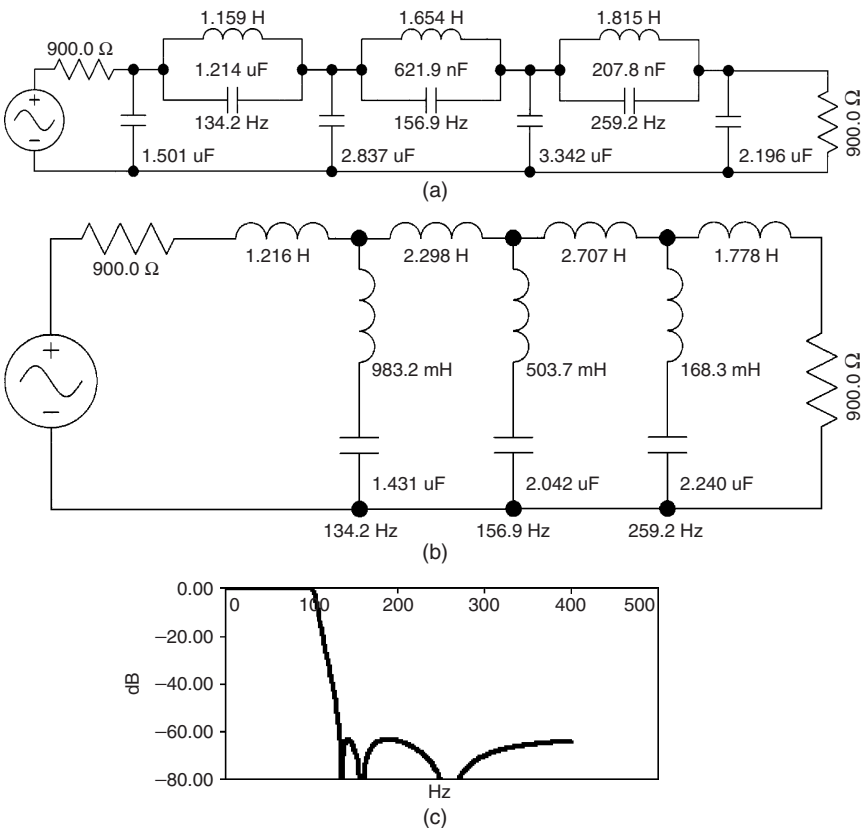 1.159 H 1.654 H 1.815 H
900.0 Ω
1.214 uF 621.9 nF 207.8 nF
+
−
134.2 Hz 156.9 Hz 259.2 Hz
1.501 uF 2.837 uF 3.342 uF 2.196 uF
900.0 Ω
(a)
900.0 Ω 1.216 H 2.298 H 2.707 H 1.778 H
+
−
983.2 mH 503.7 mH 168.3 mH
900.0 Ω
1.431 uF 2.042 uF 2.240 uF
134.2 Hz 156.9 Hz 259.2 Hz
(b)
0.00
0 100 200 300 400 500
−20.00
−40.00
dB
−60.00
−80.00
Hz
(c)